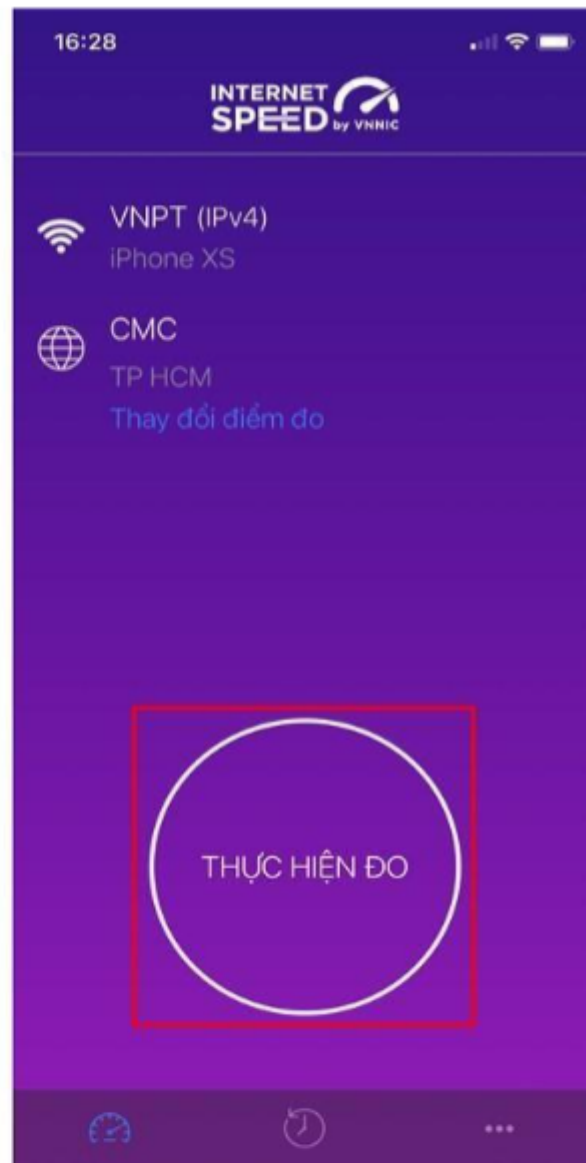 16:28
INTERNET
SPEED by VNNIC
VNPT (IPv4)
iPhone XS
CMC
TP HCM
Thay đổi điểm đo
THỰC HIỆN ĐO